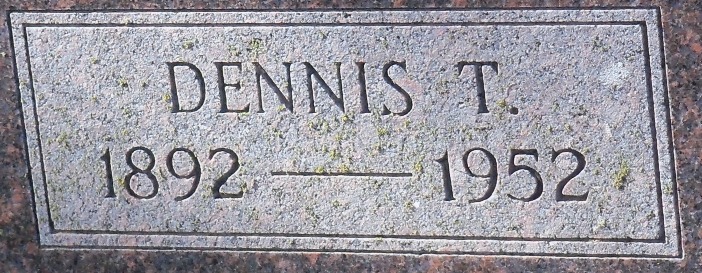 DENNIS T.
1892 — 1952